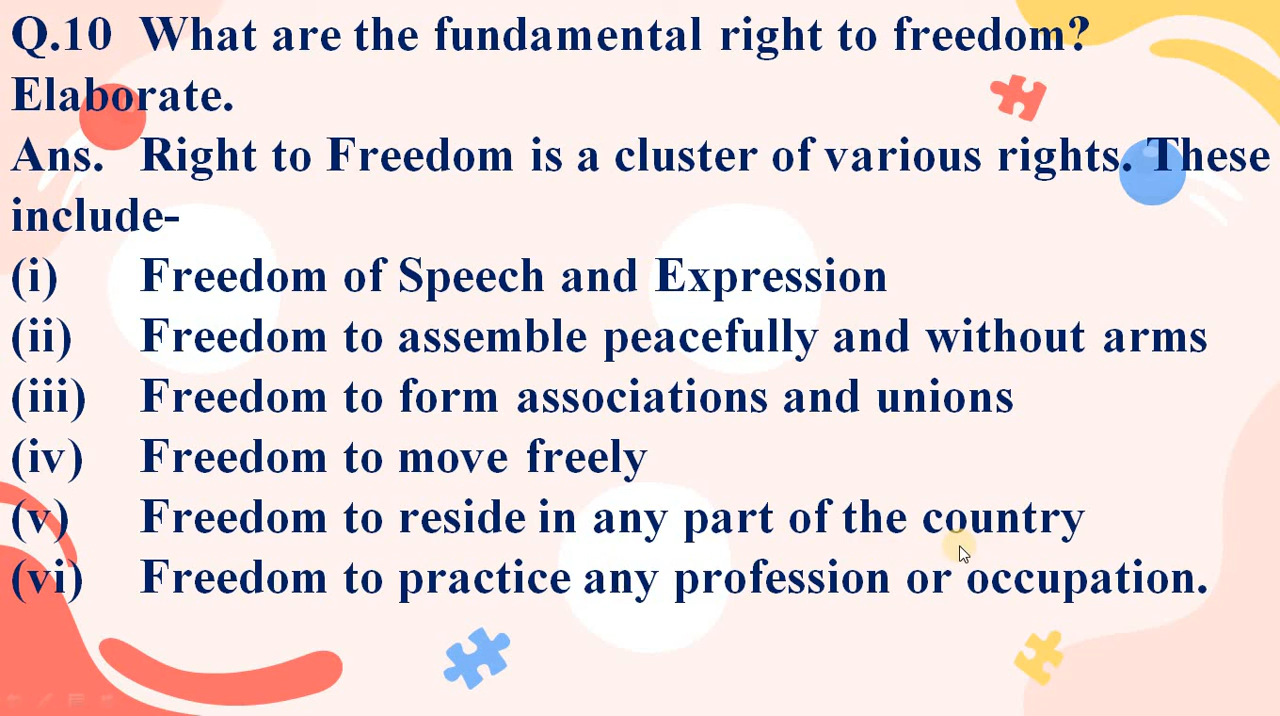 Q.10 What are the fundamental right to freedom?
Elaborate.
Ans. Right to Freedom is a cluster of various rights. These
include-
(i) Freedom of Speech and Expression
(ii) Freedom to assemble peacefully and without arms
(iii) Freedom to form associations and unions
(iv) Freedom to move freely
(v) Freedom to reside in any part of the country
(vi) Freedom to practice any profession or occupation.